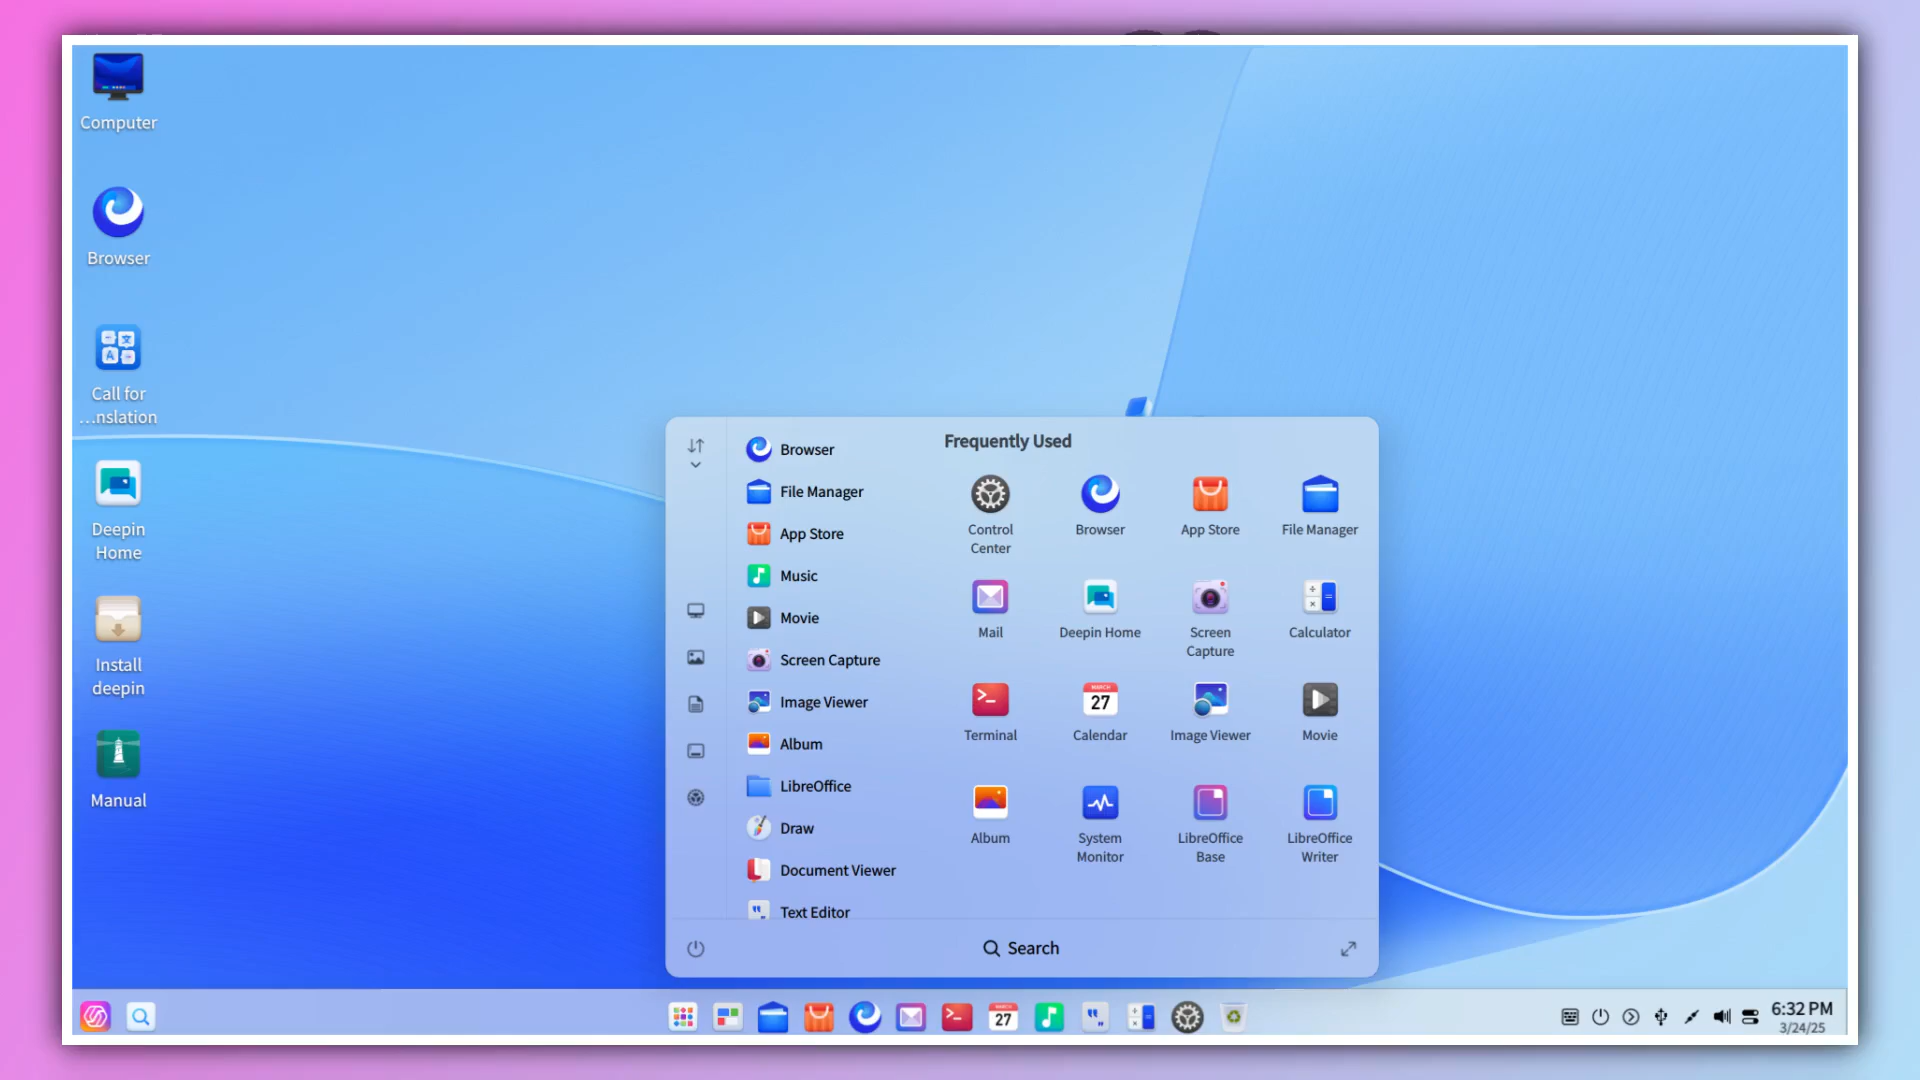 Computer
Browser
Call for
...nslation
Deepin
Home
Install
deepin
Manual
Browser
File Manager
App Store
Music
Movie
Screen Capture
Image Viewer
Album
LibreOffice
Draw
Document Viewer
Text Editor
Frequently Used
Control
Center
Browser
App Store
File Manager
Mail
Deepin Home
Screen
Capture
Calculator
MARCH
27
Terminal
Calendar
Image Viewer
Movie
Album
System
Monitor
LibreOffice
Base
LibreOffice
Writer
Search
MARCH
27
6:32 PM
3/24/25